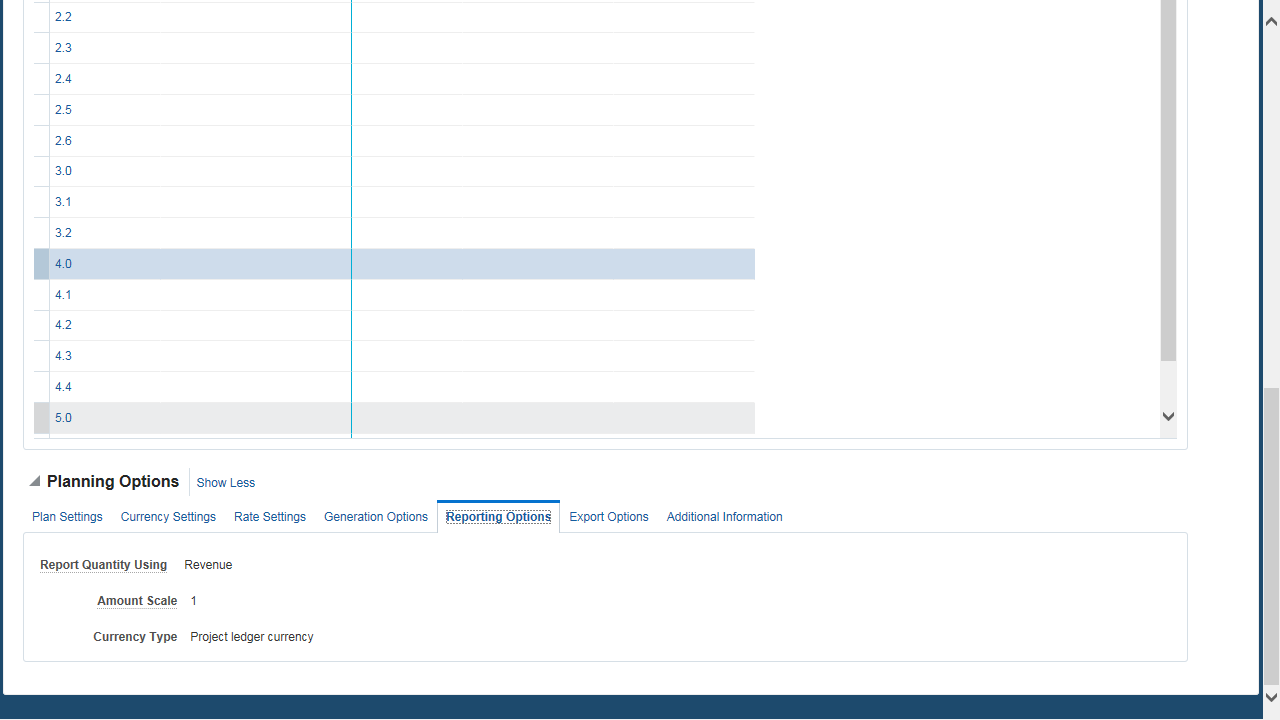 2.2
2.3
2.4
2.5
2.6
3.0
3.1
3.2
4.0
4.1
4.2
4.3
4.4
5.0
Planning Options Show Less
Plan Settings Currency Settings Rate Settings Generation Options Reporting Options Export Options Additional Information
Report Quantity Using Revenue
Amount Scale 1
Currency Type Project ledger currency